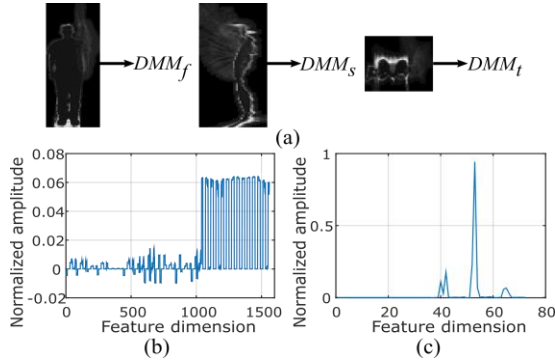 DMM_f DMM_s DMM_t
(a)
Normalized amplitude
0.08
0.06
0.04
0.02
0
-0.02
0 500 1000 1500
Feature dimension
(b)
Normalized amplitude
1
0.5
0
0 20 40 60 80
Feature dimension
(c)